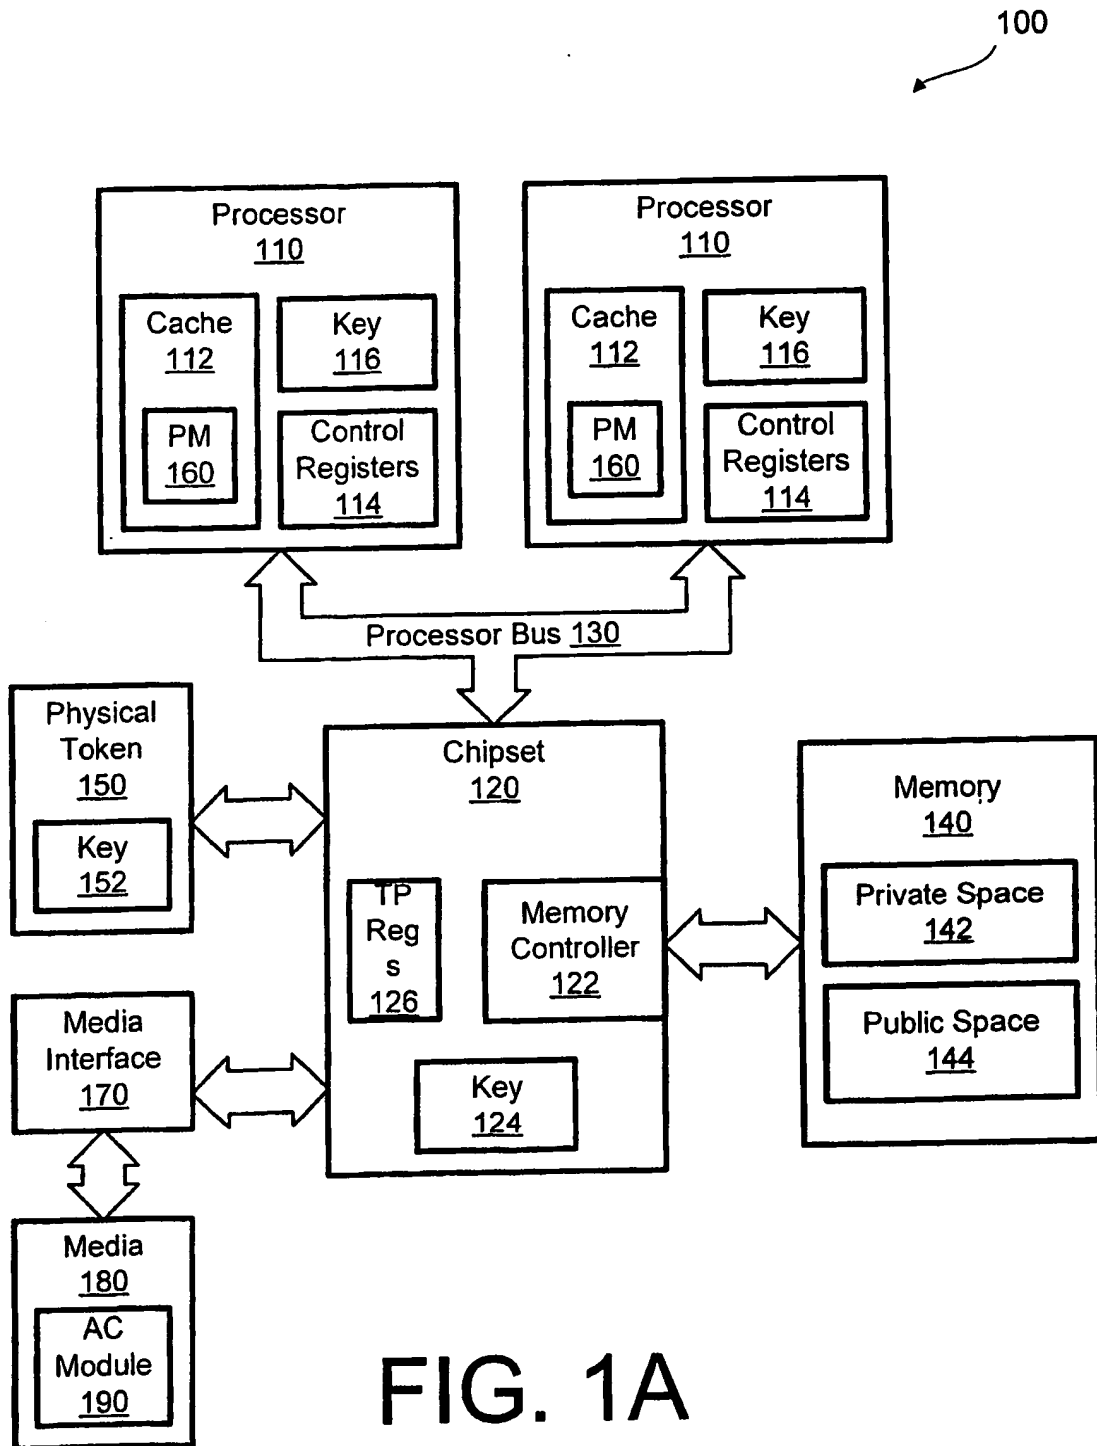 100
Processor
110
Cache
112
PM
160
Key
116
Control
Registers
114
Processor
110
Cache
112
PM
160
Key
116
Control
Registers
114
Processor Bus 130
Physical
Token
150
Key
152
Chipset
120
TP
Reg
s
126
Memory
Controller
122
Key
124
Memory
140
Private Space
142
Public Space
144
Media
Interface
170
Media
180
AC
Module
190
FIG. 1A